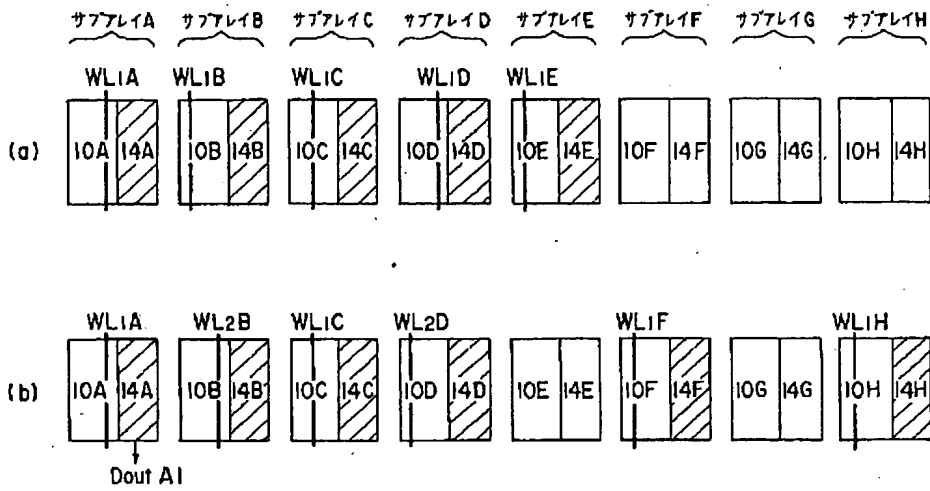 サブアレイA サブアレイB サブアレイC サブアレイD サブアレイE サブアレイF サブアレイG サブアレイH
WL1A WL1B WL1C WL1D WL1E
(a) 10A 14A 10B 14B 10C 14C 10D 14D 10E 14E 10F 14F 10G 14G 10H 14H
WL1A WL2B WL1C WL2D WL1F WL1H
(b) 10A 14A 10B 14B 10C 14C 10D 14D 10E 14E 10F 14F 10G 14G 10H 14H
Dout A1